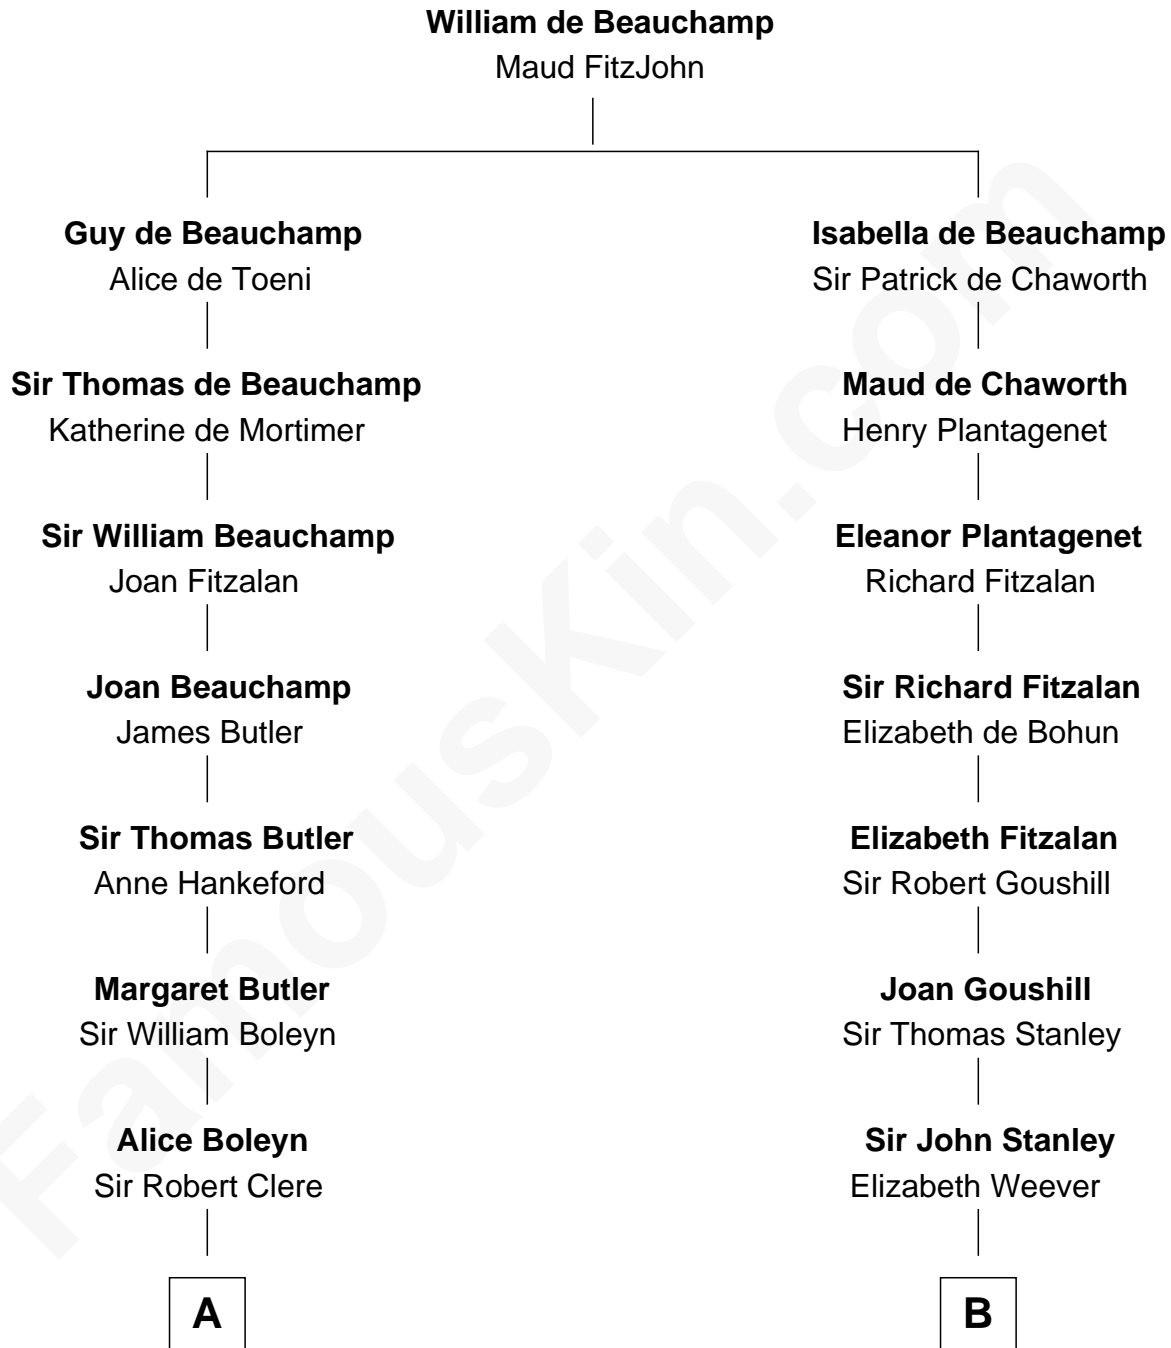 William de Beauchamp
Maud FitzJohn
Guy de Beauchamp
Alice de Toeni
Isabella de Beauchamp
Sir Patrick de Chaworth
Sir Thomas de Beauchamp
Katherine de Mortimer
Maud de Chaworth
Henry Plantagenet
Sir William Beauchamp
Joan Fitzalan
Eleanor Plantagenet
Richard Fitzalan
Joan Beauchamp
James Butler
Sir Richard Fitzalan
Elizabeth de Bohun
Sir Thomas Butler
Anne Hankeford
Elizabeth Fitzalan
Sir Robert Goushill
Margaret Butler
Sir William Boleyn
Joan Goushill
Sir Thomas Stanley
Alice Boleyn
Sir Robert Clere
Sir John Stanley
Elizabeth Weever
A
B
FamousKin.com